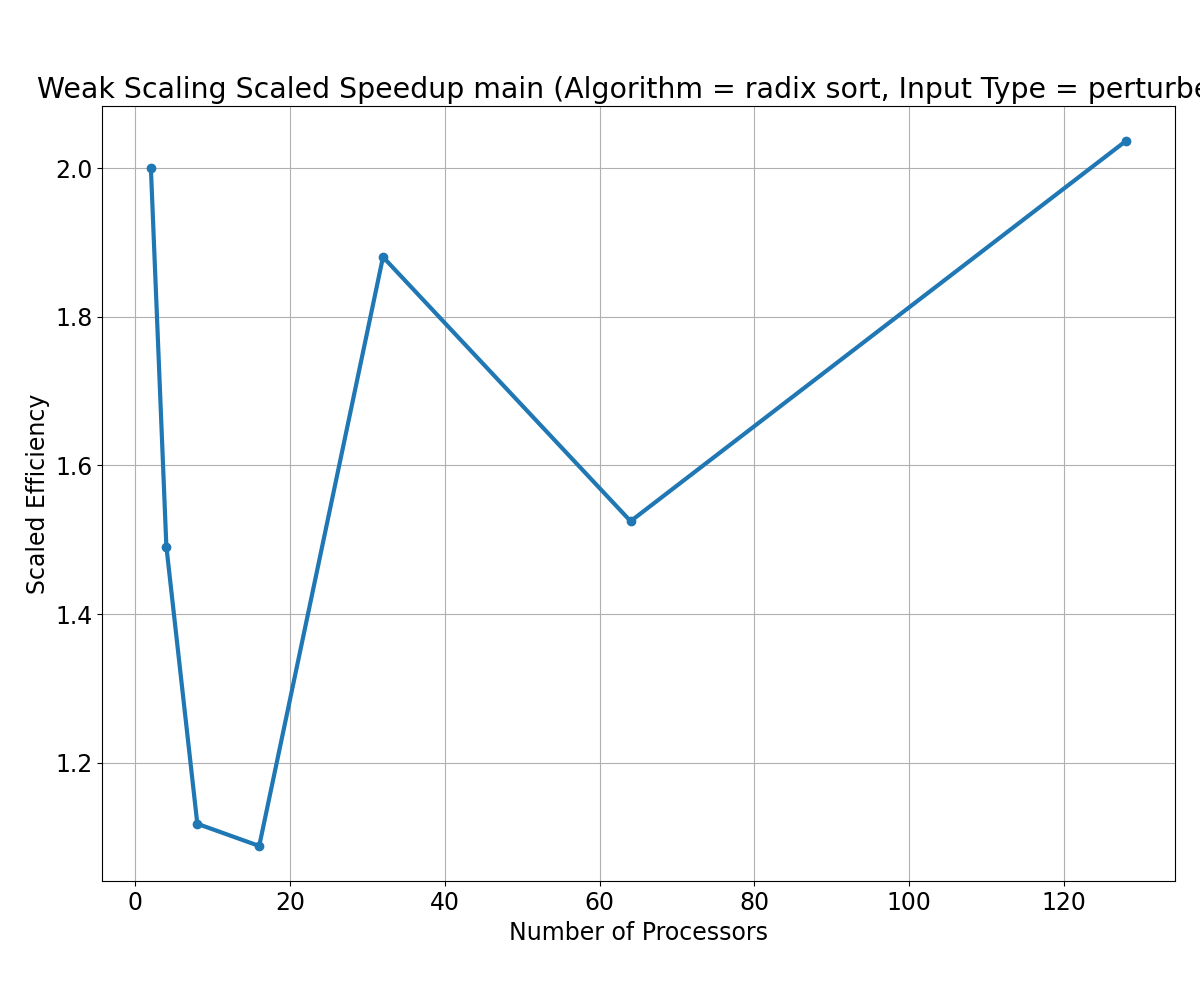 Weak Scaling Scaled Speedup main (Algorithm = radix sort, Input Type = perturbe
2.0
1.8
1.6
1.4
1.2
Scaled Efficiency
0 20 40 60 80 100 120
Number of Processors